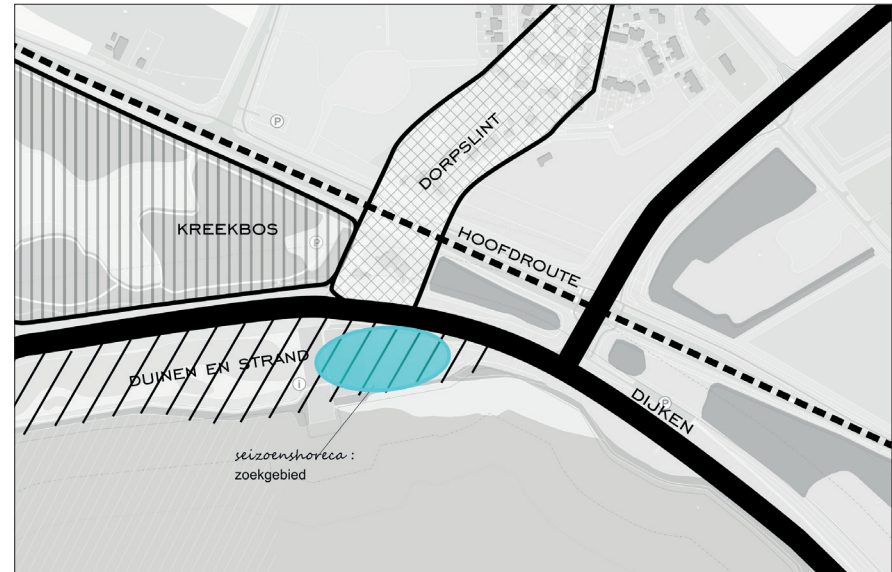 P
DORPSLINT
KREEKBOS
P
HOOFDROUTE
DUINEN EN STRAND
i
P
DIJKEN
seizoenshoreca :
zoekgebied